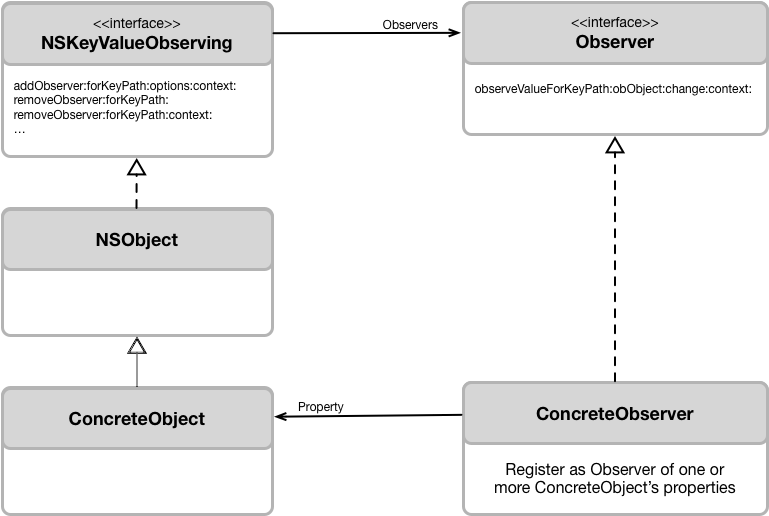 <<interface>>
NSKeyValueObserving
addObserver:forKeyPath:options:context:
removeObserver:forKeyPath:
removeObserver:forKeyPath:context:
...
Observers
<<interface>>
Observer
observeValueForKeyPath:obObject:change:context:
NSObject
ConcreteObject
Property
ConcreteObserver
Register as Observer of one or
more ConcreteObject's properties